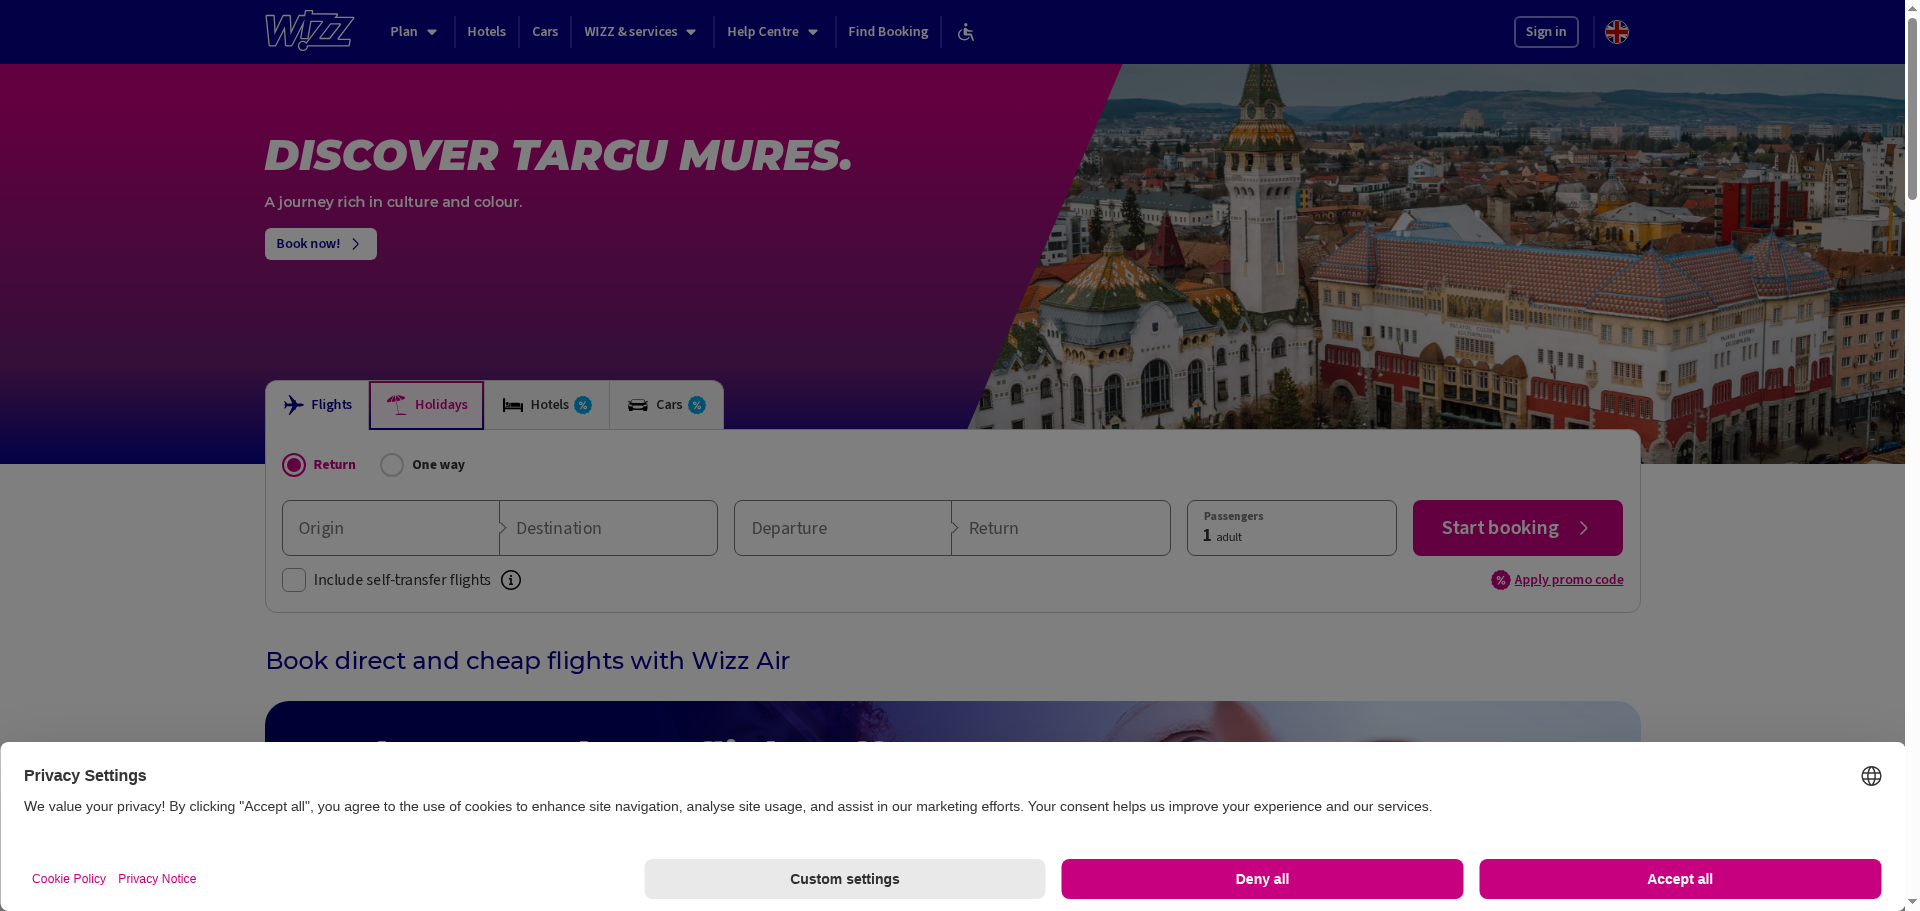 WIZZ
Plan
Hotels
Cars
WIZZ & services
Help Centre
Find Booking
Sign in
DISCOVER TARGU MURES.
A journey rich in culture and colour.
Book now!
Flights
Holidays
Hotels %
Cars %
Return
One way
Origin
Destination
Departure
Return
Passengers
1 adult
Start booking
Include self-transfer flights
% Apply promo code
Book direct and cheap flights with Wizz Air
Privacy Settings
We value your privacy! By clicking "Accept all", you agree to the use of cookies to enhance site navigation, analyse site usage, and assist in our marketing efforts. Your consent helps us improve your experience and our services.
Cookie Policy
Privacy Notice
Custom settings
Deny all
Accept all